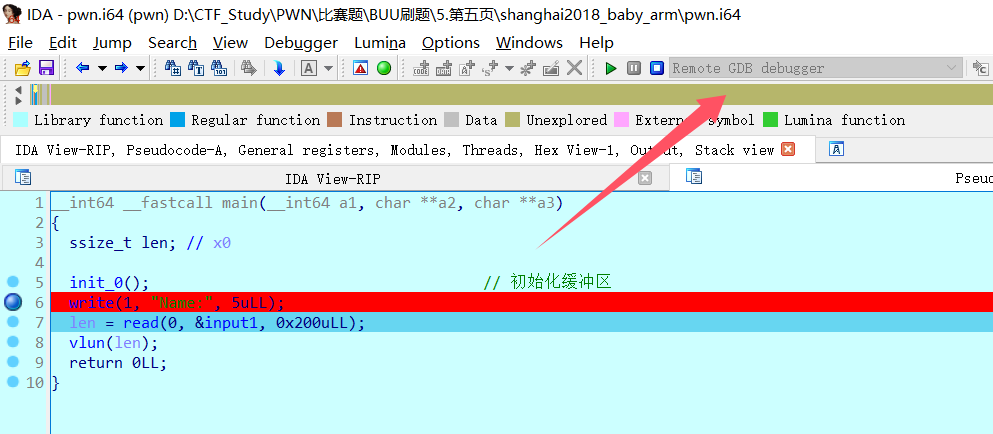 IDA - pwn.i64 (pwn) D:\CTF_Study\PWN\比赛题\BUU刷题\5.第五页\shanghai2018_baby_arm\pwn.i64
File Edit Jump Search View Debugger Lumina Options Windows Help
Remote GDB debugger
Library function Regular function Instruction Data Unexplored External symbol Lumina function
IDA View-RIP, Pseudocode-A, General registers, Modules, Threads, Hex View-1, Output, Stack view
IDA View-RIP Pseudo
1 __int64 __fastcall main(__int64 a1, char **a2, char **a3)
2 {
3 ssize_t len; // x0
4
5 init_0(); // 初始化缓冲区
6 write(1, "Name:", 5uLL);
7 len = read(0, &input1, 0x200uLL);
8 vlun(len);
9 return 0LL;
10 }